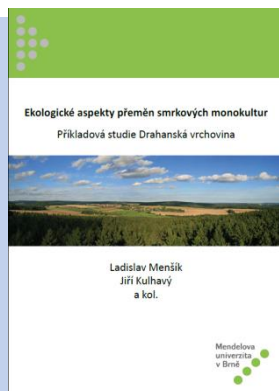 Ekologické aspekty přeměn smrkových monokultur
Příkladová studie Drahanská vrchovina
Ladislav Menšík
Jiří Kulhavý
a kol.
Mendelova
univerzita
v Brně